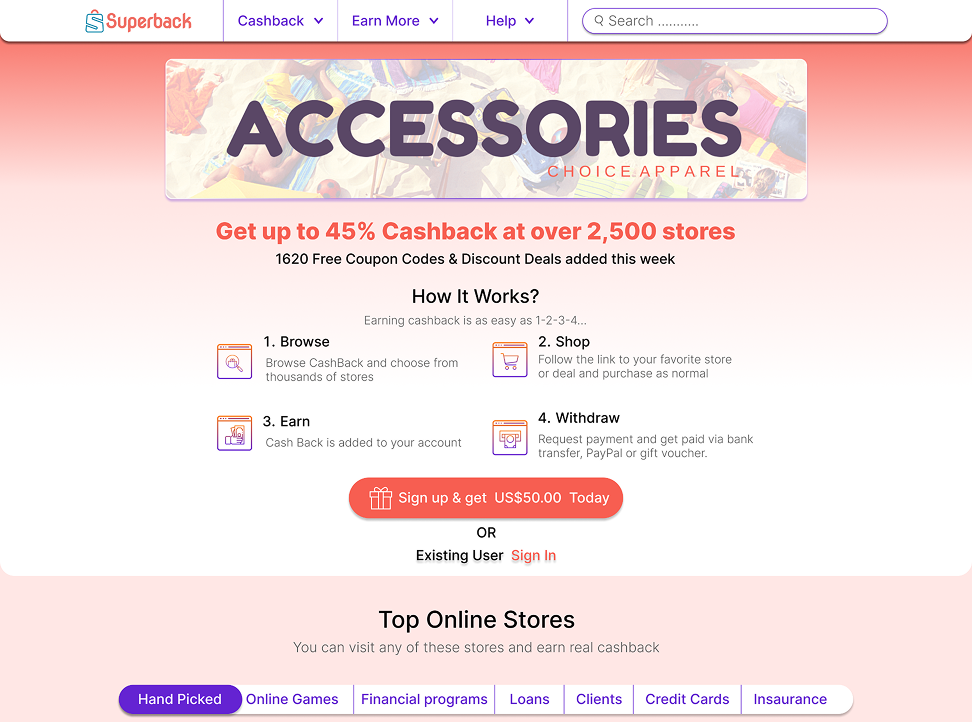 Superback
Cashback
Earn More
Help
Search ...........
ACCESSORIES
CHOICE APPAREL
Get up to 45% Cashback at over 2,500 stores
1620 Free Coupon Codes & Discount Deals added this week
How It Works?
Earning cashback is as easy as 1-2-3-4...
1. Browse
Browse CashBack and choose from
thousands of stores
2. Shop
Follow the link to your favorite store
or deal and purchase as normal
3. Earn
Cash Back is added to your account
4. Withdraw
Request payment and get paid via bank
transfer, PayPal or gift voucher.
Sign up & get US$50.00 Today
OR
Existing User Sign In
Top Online Stores
You can visit any of these stores and earn real cashback
Hand Picked
Online Games
Financial programs
Loans
Clients
Credit Cards
Insaurance